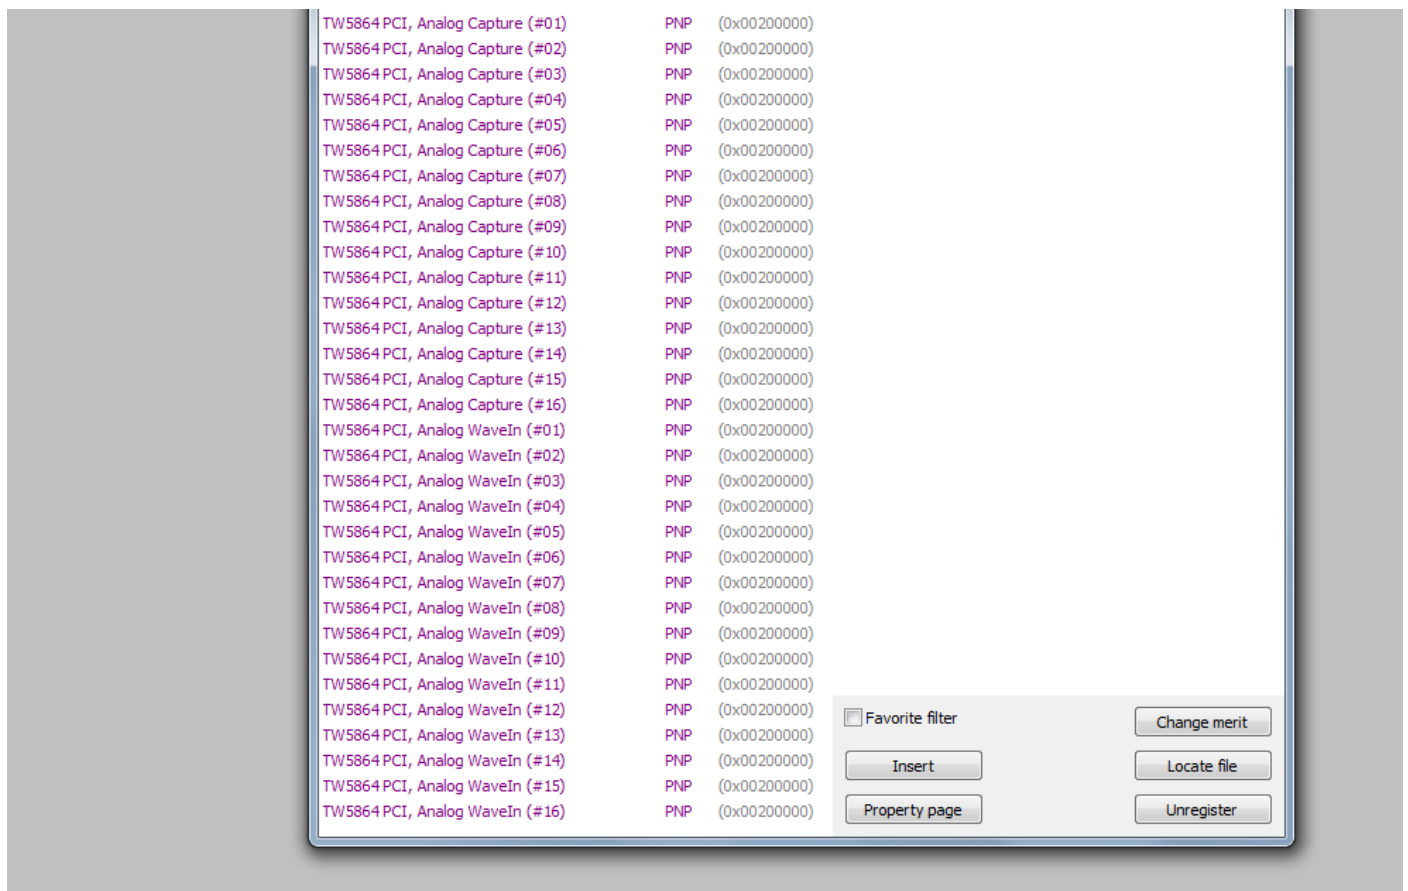 TW5864 PCI, Analog Capture (#01) PNP (0x00200000)
TW5864 PCI, Analog Capture (#02) PNP (0x00200000)
TW5864 PCI, Analog Capture (#03) PNP (0x00200000)
TW5864 PCI, Analog Capture (#04) PNP (0x00200000)
TW5864 PCI, Analog Capture (#05) PNP (0x00200000)
TW5864 PCI, Analog Capture (#06) PNP (0x00200000)
TW5864 PCI, Analog Capture (#07) PNP (0x00200000)
TW5864 PCI, Analog Capture (#08) PNP (0x00200000)
TW5864 PCI, Analog Capture (#09) PNP (0x00200000)
TW5864 PCI, Analog Capture (#10) PNP (0x00200000)
TW5864 PCI, Analog Capture (#11) PNP (0x00200000)
TW5864 PCI, Analog Capture (#12) PNP (0x00200000)
TW5864 PCI, Analog Capture (#13) PNP (0x00200000)
TW5864 PCI, Analog Capture (#14) PNP (0x00200000)
TW5864 PCI, Analog Capture (#15) PNP (0x00200000)
TW5864 PCI, Analog Capture (#16) PNP (0x00200000)
TW5864 PCI, Analog WaveIn (#01) PNP (0x00200000)
TW5864 PCI, Analog WaveIn (#02) PNP (0x00200000)
TW5864 PCI, Analog WaveIn (#03) PNP (0x00200000)
TW5864 PCI, Analog WaveIn (#04) PNP (0x00200000)
TW5864 PCI, Analog WaveIn (#05) PNP (0x00200000)
TW5864 PCI, Analog WaveIn (#06) PNP (0x00200000)
TW5864 PCI, Analog WaveIn (#07) PNP (0x00200000)
TW5864 PCI, Analog WaveIn (#08) PNP (0x00200000)
TW5864 PCI, Analog WaveIn (#09) PNP (0x00200000)
TW5864 PCI, Analog WaveIn (#10) PNP (0x00200000)
TW5864 PCI, Analog WaveIn (#11) PNP (0x00200000)
TW5864 PCI, Analog WaveIn (#12) PNP (0x00200000)
TW5864 PCI, Analog WaveIn (#13) PNP (0x00200000)
TW5864 PCI, Analog WaveIn (#14) PNP (0x00200000)
TW5864 PCI, Analog WaveIn (#15) PNP (0x00200000)
TW5864 PCI, Analog WaveIn (#16) PNP (0x00200000)
Favorite filter
Change merit
Insert
Locate file
Property page
Unregister